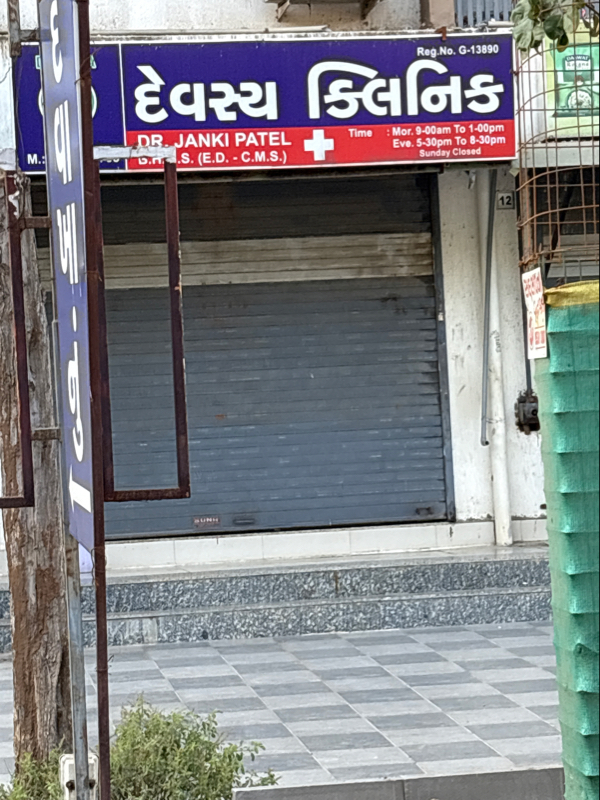 Reg.No. G-13890
દેવસ્ય ક્લિનિક
DR. JANKI PATEL
B.H.M.S (E.D. - C.M.S.)
Time : Mor. 9-00am To 1-00pm
Eve. 5-30pm To 8-30pm
Sunday Closed
M.:
12
દવાખાનું